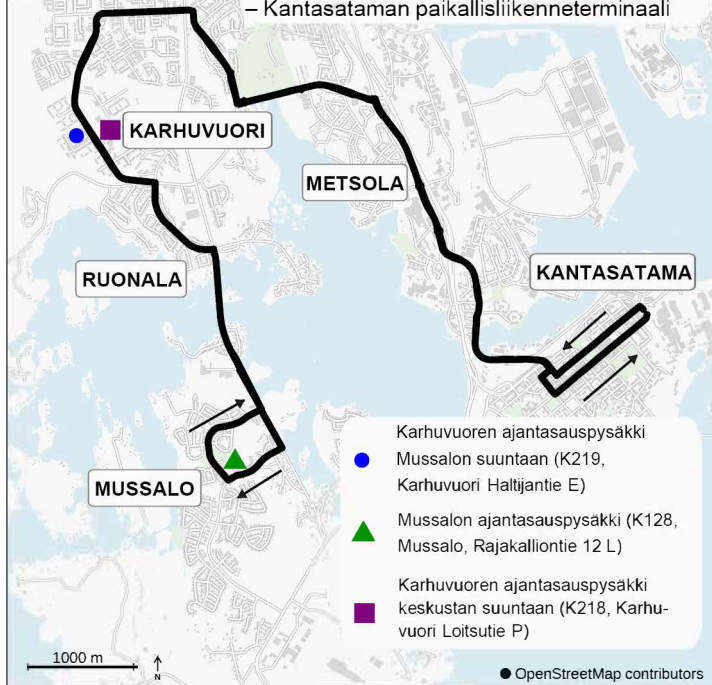 – Kantasataman paikallisliikenneterminaali
KARHUVUORI
METSOLA
KANTASATAMA
RUONALA
MUSSALO
Karhuvuoren ajantasauspysäkki
Mussalon suuntaan (K219,
Karhuvuori Haltijantie E)
Mussalon ajantasauspysäkki (K128,
Mussalo, Rajakalliontie 12 L)
Karhuvuoren ajantasauspysäkki
keskustan suuntaan (K218, Karhu-
vuori Loitsutie P)
1000 m
N
OpenStreetMap contributors